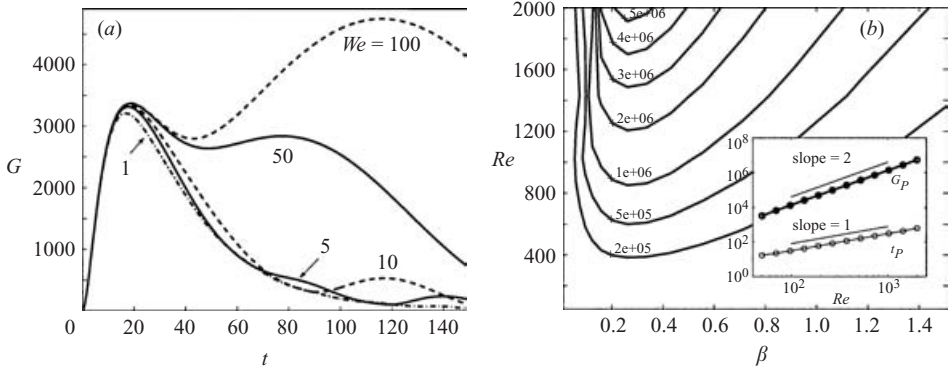 (a)
We = 100
50
1
5
10
G
4000
3000
2000
1000
0
0 20 40 60 80 100 120 140
t
(b)
Re
2000
1600
1200
800
400
5e+06
4e+06
3e+06
2e+06
1e+06
5e+05
2e+05
0.2 0.4 0.6 0.8 1.0 1.2 1.4
β
10^8
10^6
10^4
10^2
10^0
slope = 2
G_P
slope = 1
t_P
10^2 Re 10^3